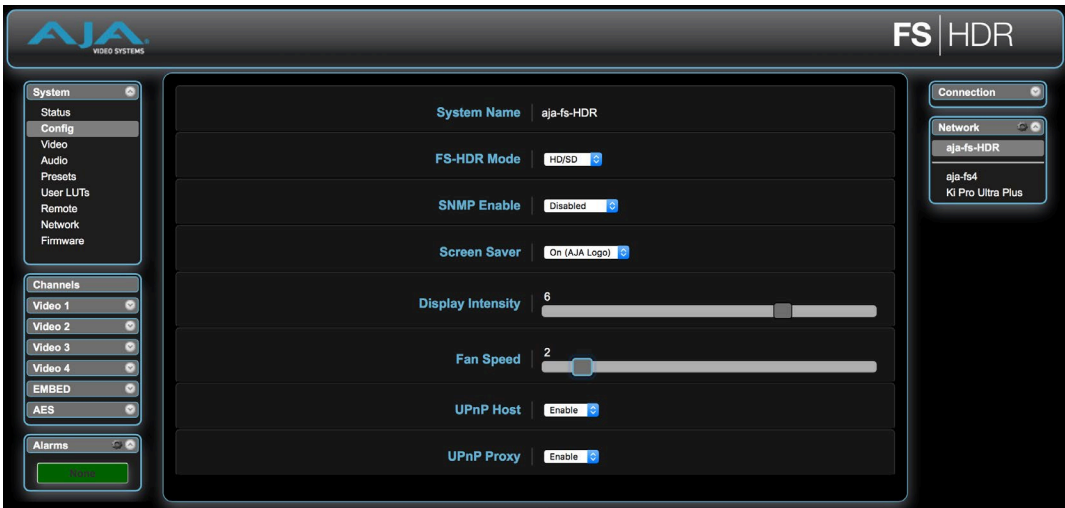 AJA
VIDEO SYSTEMS
FS HDR
System
Status
Config
Video
Audio
Presets
User LUTs
Remote
Network
Firmware
Channels
Video 1
Video 2
Video 3
Video 4
EMBED
AES
Alarms
None
System Name aja-fs-HDR
FS-HDR Mode HD/SD
SNMP Enable Disabled
Screen Saver On (AJA Logo)
Display Intensity 6
Fan Speed 2
UPnP Host Enable
UPnP Proxy Enable
Connection
Network
aja-fs-HDR
aja-fs4
Ki Pro Ultra Plus